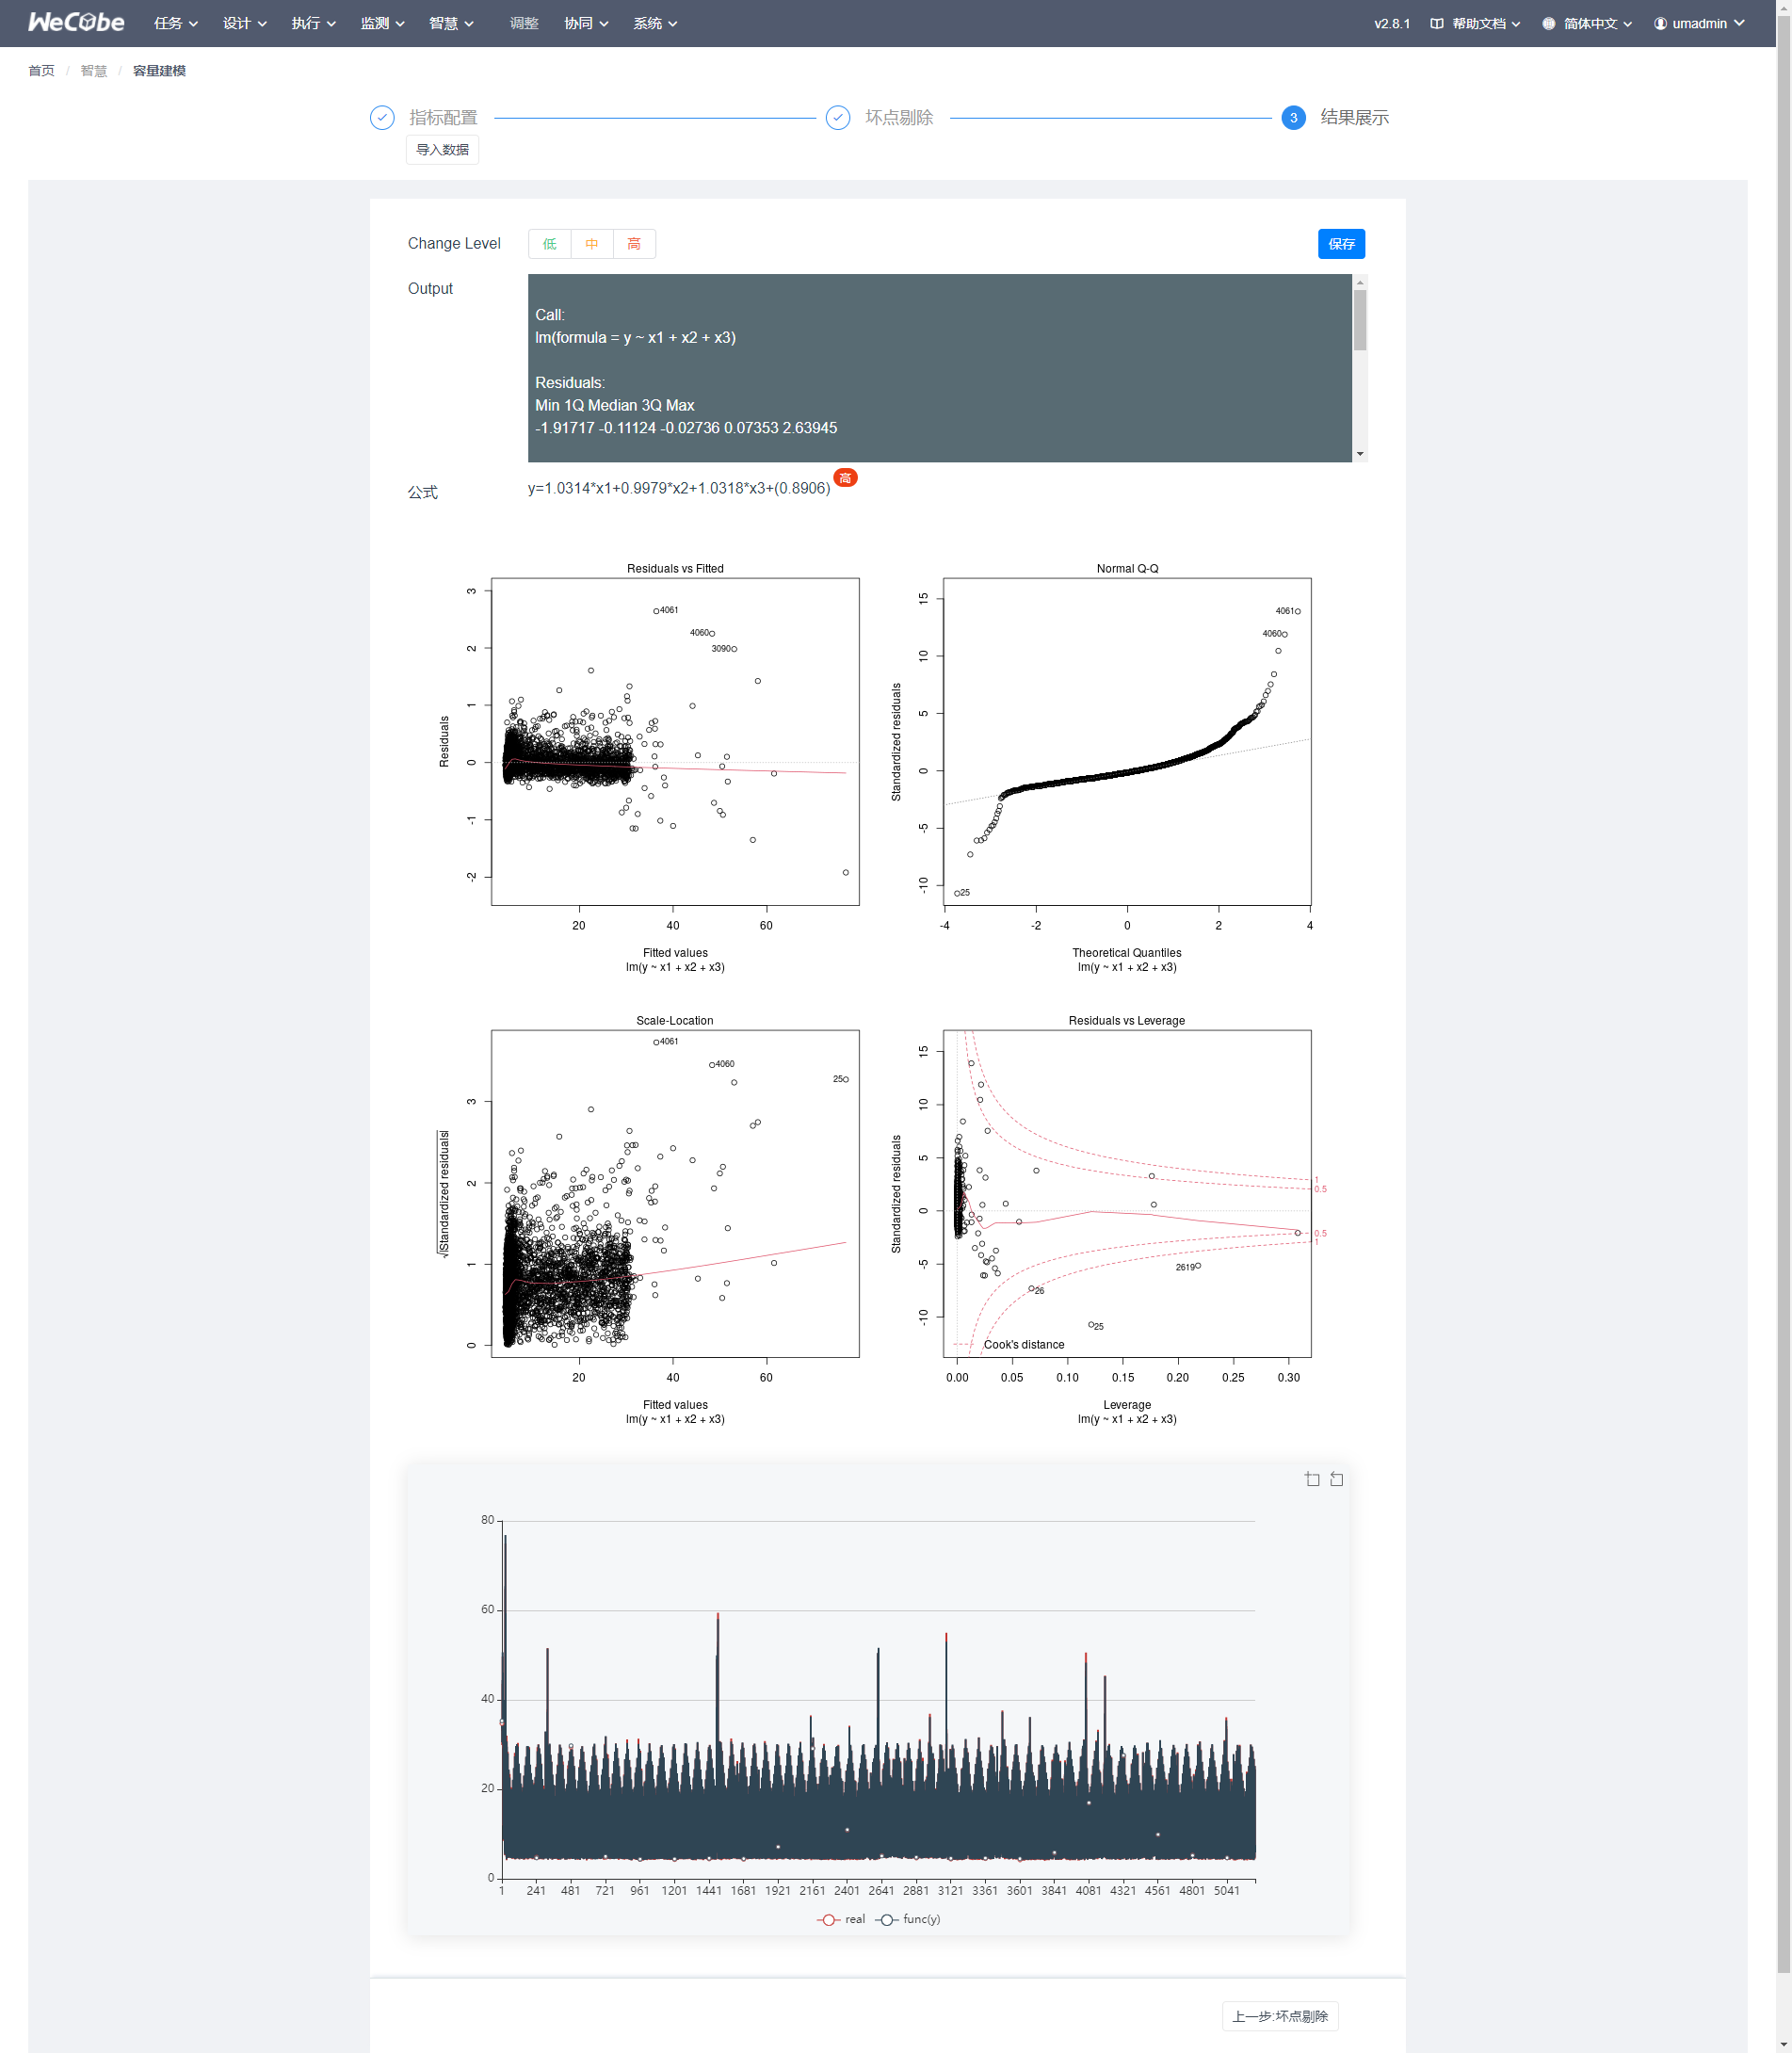 WeCube 任务 设计 执行 监测 智慧 调整 协同 系统 v2.8.1 帮助文档 简体中文 umadmin
首页 / 智慧 / 容量建模
指标配置 坏点剔除 3 结果展示
导入数据
Change Level 低 中 高 保存
Output
Call:
lm(formula = y ~ x1 + x2 + x3)
Residuals:
Min 1Q Median 3Q Max
-1.91717 -0.11124 -0.02736 0.07353 2.63945
公式 y=1.0314*x1+0.9979*x2+1.0318*x3+(0.8906) 高
Residuals vs Fitted
Residuals
3
2
1
0
-1
-2
4061
4060
3090
20 40 60
Fitted values
lm(y ~ x1 + x2 + x3)
Normal Q-Q
Standardized residuals
15
10
5
0
-5
-10
4061
4060
25
-4 -2 0 2 4
Theoretical Quantiles
lm(y ~ x1 + x2 + x3)
Scale-Location
√|Standardized residuals|
3
2
1
0
4061
4060
25
20 40 60
Fitted values
lm(y ~ x1 + x2 + x3)
Residuals vs Leverage
Standardized residuals
15
10
5
0
-5
-10
1
0.5
0.5
1
2619
26
25
Cook's distance
0.00 0.05 0.10 0.15 0.20 0.25 0.30
Leverage
lm(y ~ x1 + x2 + x3)
80
60
40
20
0
1 241 481 721 961 1201 1441 1681 1921 2161 2401 2641 2881 3121 3361 3601 3841 4081 4321 4561 4801 5041
real func(y)
上一步:坏点剔除